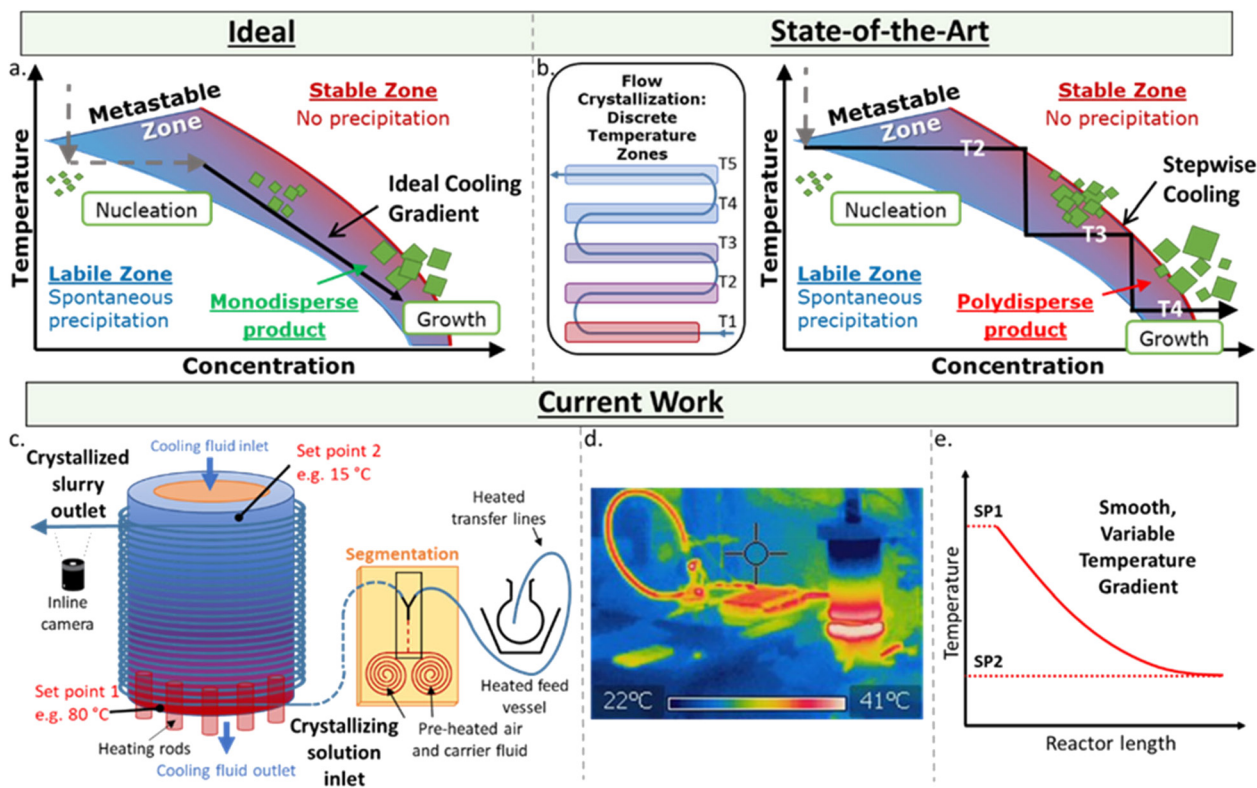 Ideal
State-of-the-Art
a.
Metastable
Zone
Stable Zone
No precipitation
Ideal Cooling
Gradient
Nucleation
Labile Zone
Spontaneous
precipitation
Monodisperse
product
Growth
Temperature
Concentration
b.
Flow
Crystallization:
Discrete
Temperature
Zones
T5
T4
T3
T2
T1
Metastable
Zone
Stable Zone
No precipitation
T2
Stepwise
Cooling
Nucleation
T3
Labile Zone
Spontaneous
precipitation
Polydisperse
product
T4
Growth
Temperature
Concentration
Current Work
c.
Cooling fluid inlet
Set point 2
e.g. 15 °C
Crystallized
slurry
outlet
Inline
camera
Heated
transfer lines
Segmentation
Set point 1
e.g. 80 °C
Heating rods
Cooling fluid outlet
Crystallizing
solution
inlet
Pre-heated air
and carrier fluid
Heated feed
vessel
d.
22°C
41°C
e.
SP1
Smooth,
Variable
Temperature
Gradient
SP2
Temperature
Reactor length